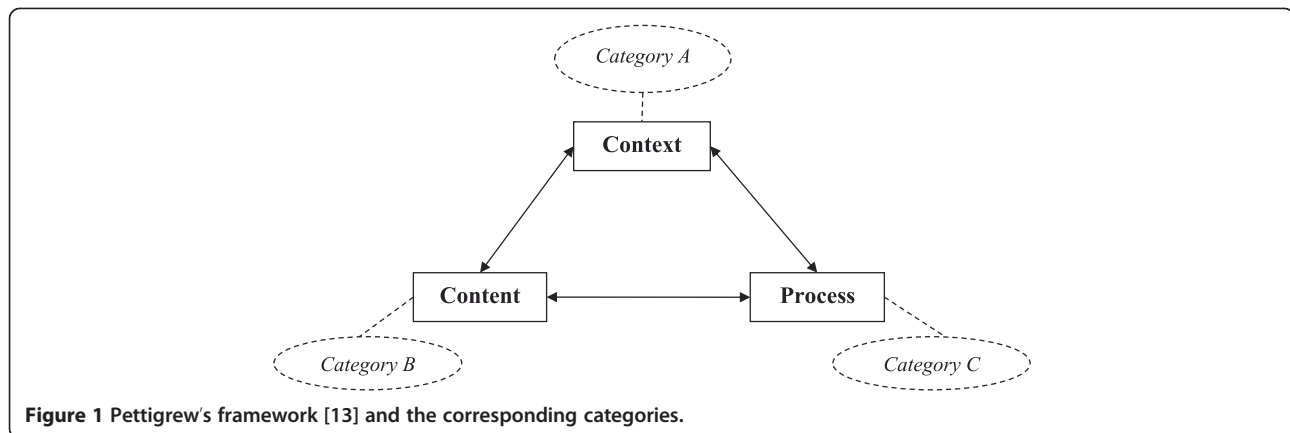 Category A
Context
Content
Process
Category B
Category C
Figure 1 Pettigrew′s framework [13] and the corresponding categories.